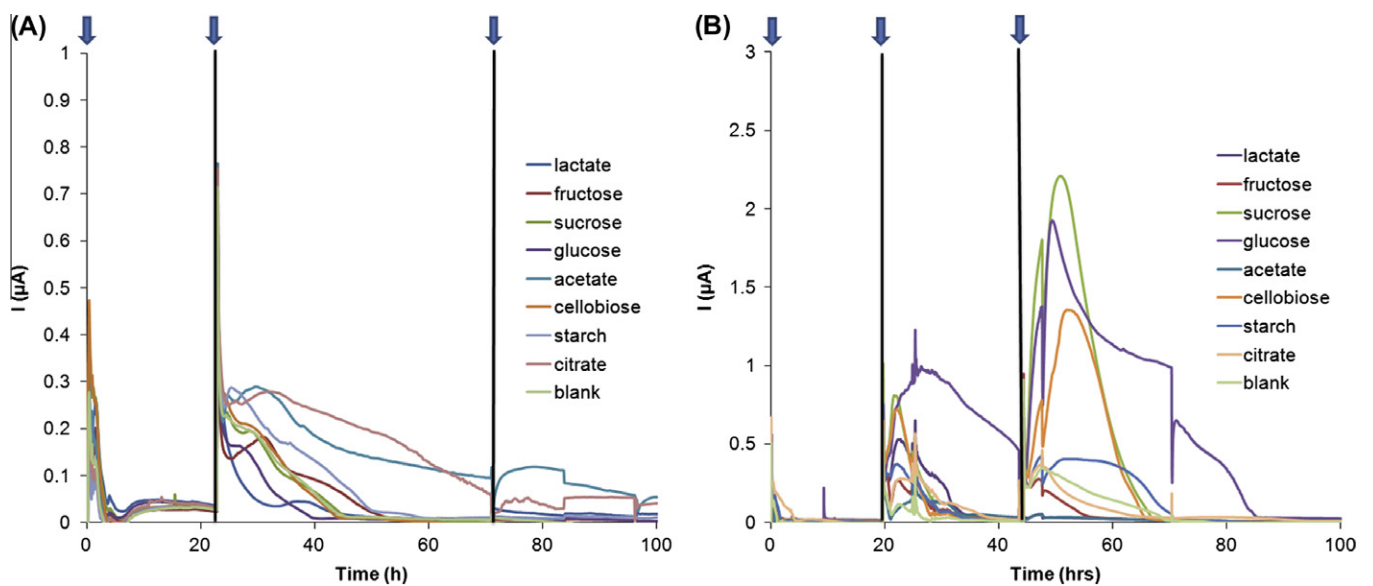 (A)
1
0.9
0.8
0.7
0.6
0.5
0.4
0.3
0.2
0.1
0
I (µA)
0 20 40 60 80 100
Time (h)
lactate
fructose
sucrose
glucose
acetate
cellobiose
starch
citrate
blank
(B)
3
2.5
2
1.5
1
0.5
0
I (µA)
0 20 40 60 80 100
Time (hrs)
lactate
fructose
sucrose
glucose
acetate
cellobiose
starch
citrate
blank